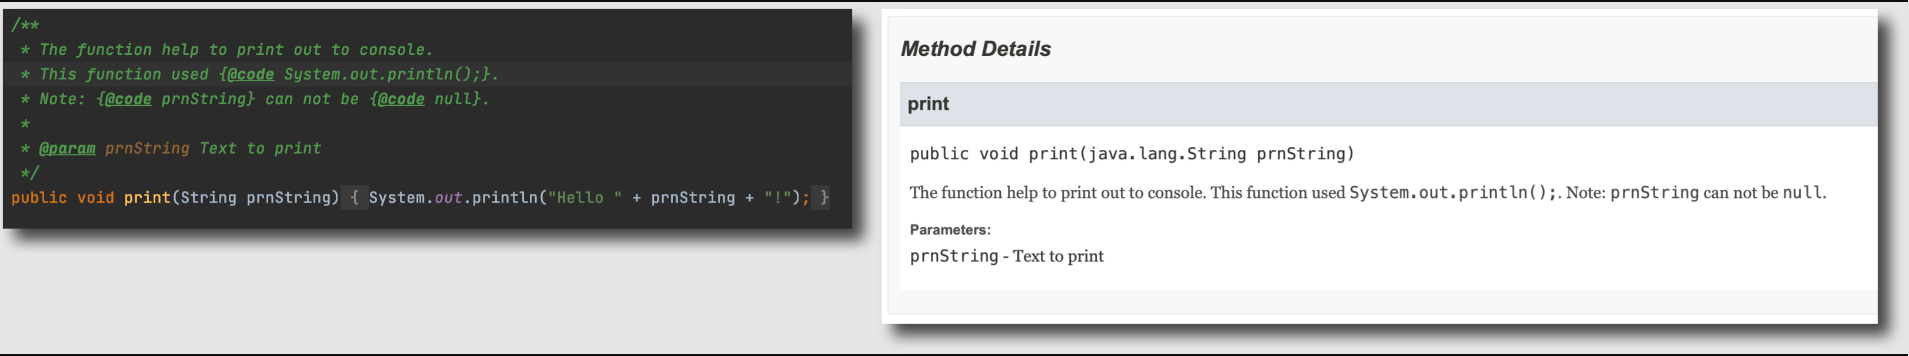 /**
* The function help to print out to console.
* This function used {@code System.out.println();}.
* Note: {@code prnString} can not be {@code null}.
*
* @param prnString Text to print
*/
public void print(String prnString) { System.out.println("Hello " + prnString + "!"); }
Method Details
print
public void print(java.lang.String prnString)
The function help to print out to console. This function used System.out.println();. Note: prnString can not be null.
Parameters:
prnString - Text to print